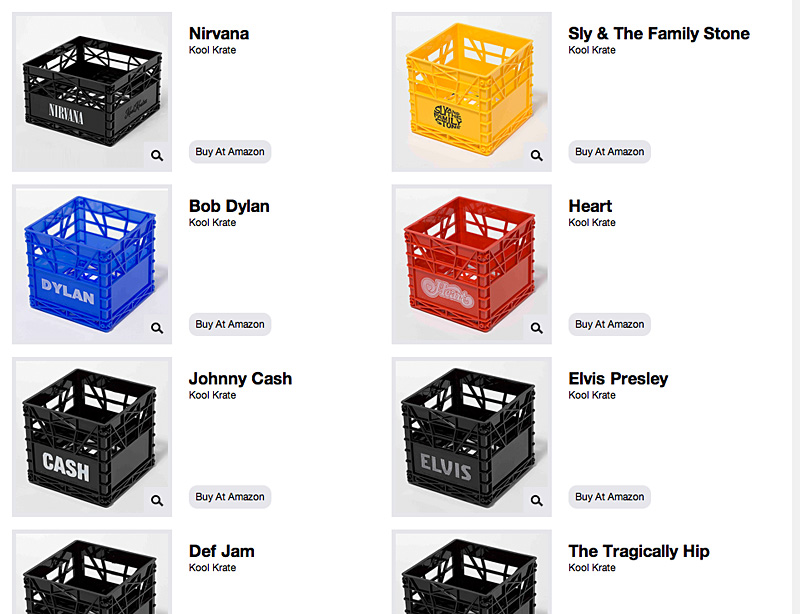 Nirvana
Kool Krate
NIRVANA
Buy At Amazon
Sly & The Family Stone
Kool Krate
SLY AND THE FAMILY STONE
Buy At Amazon
Bob Dylan
Kool Krate
DYLAN
Buy At Amazon
Heart
Kool Krate
Heart
Buy At Amazon
Johnny Cash
Kool Krate
CASH
Buy At Amazon
Elvis Presley
Kool Krate
ELVIS
Buy At Amazon
Def Jam
Kool Krate
The Tragically Hip
Kool Krate